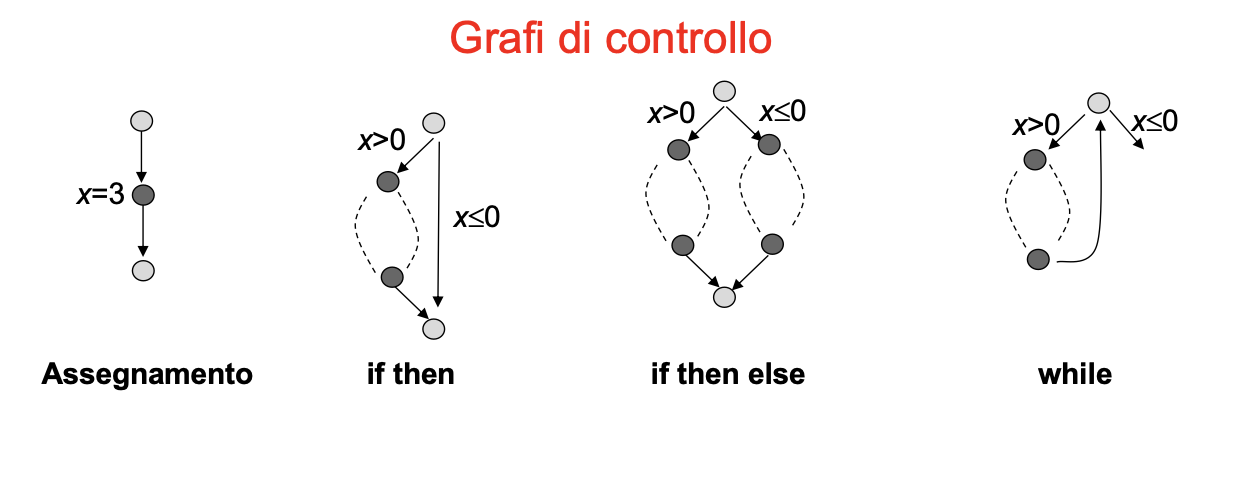 Grafi di controllo
x=3
x>0
x≤0
x>0
x≤0
x>0
x≤0
Assegnamento
if then
if then else
while